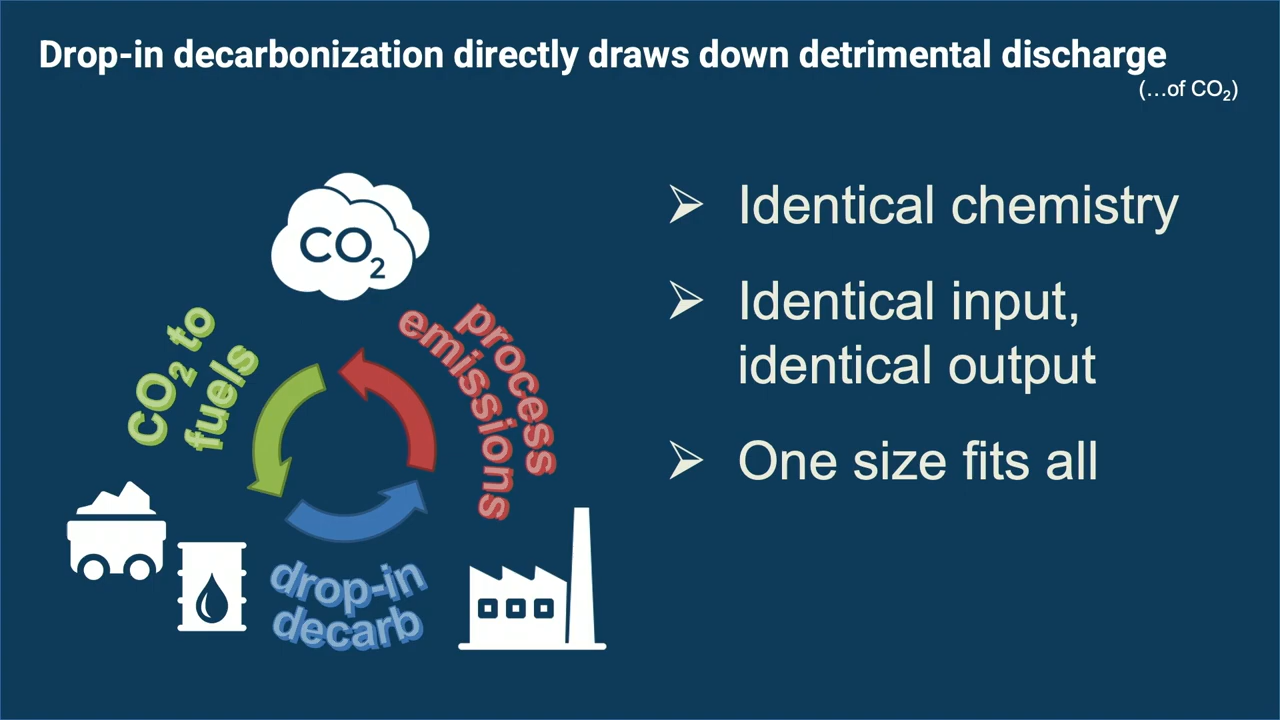 Drop-in decarbonization directly draws down detrimental discharge
(...of CO₂)
CO₂
CO₂ to
fuels
process
emissions
drop-in
decarb
➢ Identical chemistry
➢ Identical input,
identical output
➢ One size fits all